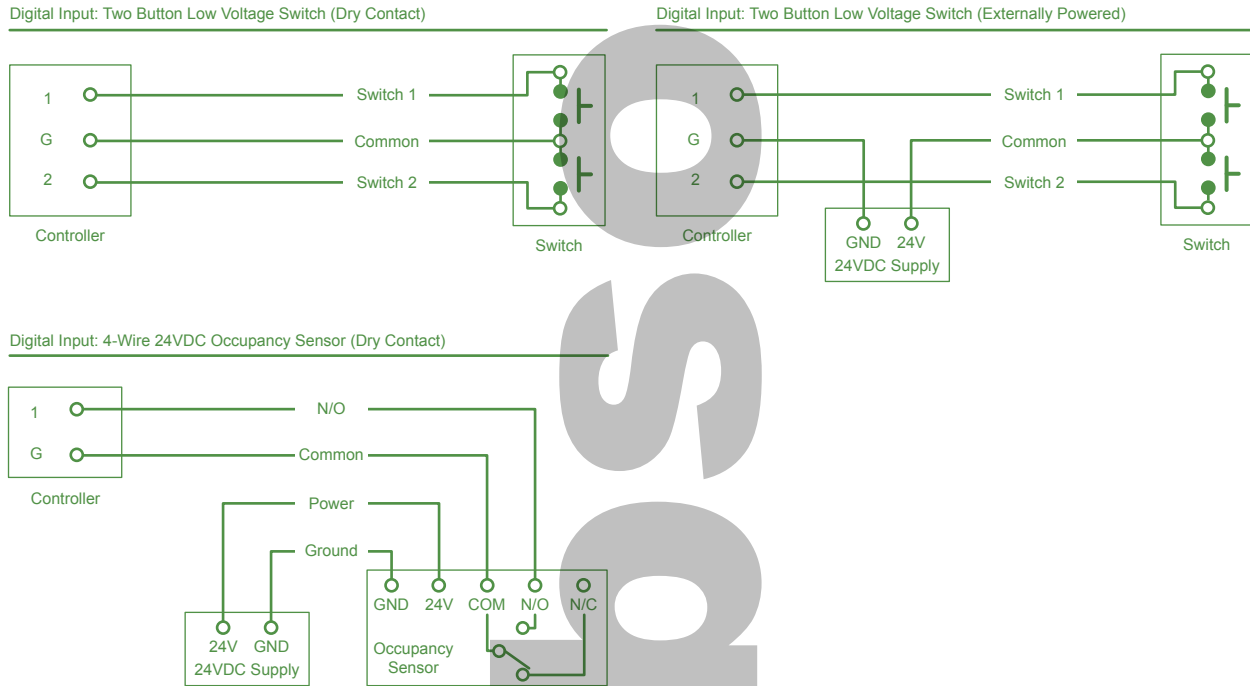 Digital Input: Two Button Low Voltage Switch (Dry Contact)
1
Switch 1
G
Common
2
Switch 2
Controller
Switch
Digital Input: Two Button Low Voltage Switch (Externally Powered)
1
Switch 1
G
Common
2
Switch 2
Controller
GND 24V
24VDC Supply
Switch
Digital Input: 4-Wire 24VDC Occupancy Sensor (Dry Contact)
1
N/O
G
Common
Controller
Power
Ground
GND 24V COM N/O N/C
Occupancy
Sensor
24V GND
24VDC Supply